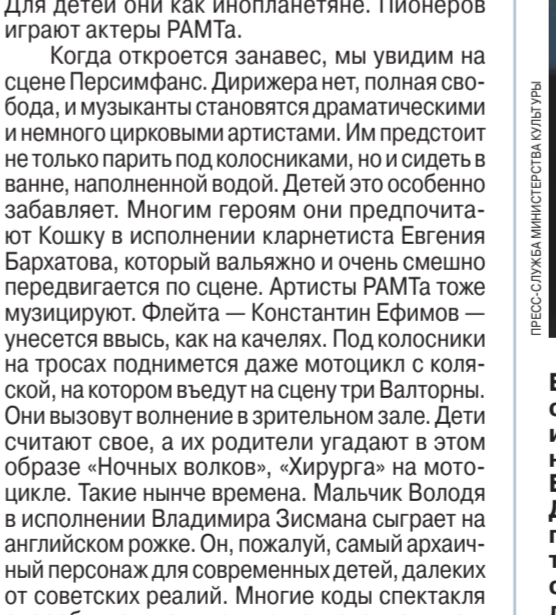 Для детей они как инопланетяне. Пионеров
играют актеры РАМТа.
Когда откроется занавес, мы увидим на
сцене Персимфанс. Дирижера нет, полная сво-
бода, и музыканты становятся драматическими
и немного цирковыми артистами. Им предстоит
не только парить под колосниками, но и сидеть в
ванне, наполненной водой. Детей это особенно
забавляет. Многим героям они предпочита-
ют Кошку в исполнении кларнетиста Евгения
Бархатова, который вальяжно и очень смешно
передвигается по сцене. Артисты РАМТа тоже
музицируют. Флейта — Константин Ефимов —
унесется ввысь, как на качелях. Под колосники
на тросах поднимется даже мотоцикл с коля-
ской, на котором въедут на сцену три Валторны.
Они вызовут волнение в зрительном зале. Дети
считают свое, а их родители угадают в этом
образе «Ночных волков», «Хирурга» на мото-
цикле. Такие нынче времена. Мальчик Володя
в исполнении Владимира Зисмана сыграет на
английском рожке. Он, пожалуй, самый архаич-
ный персонаж для современных детей, далеких
от советских реалий. Многие коды спектакля
ПРЕСС-СЛУЖБА МИНИСТЕРСТВА КУЛЬТУРЫ